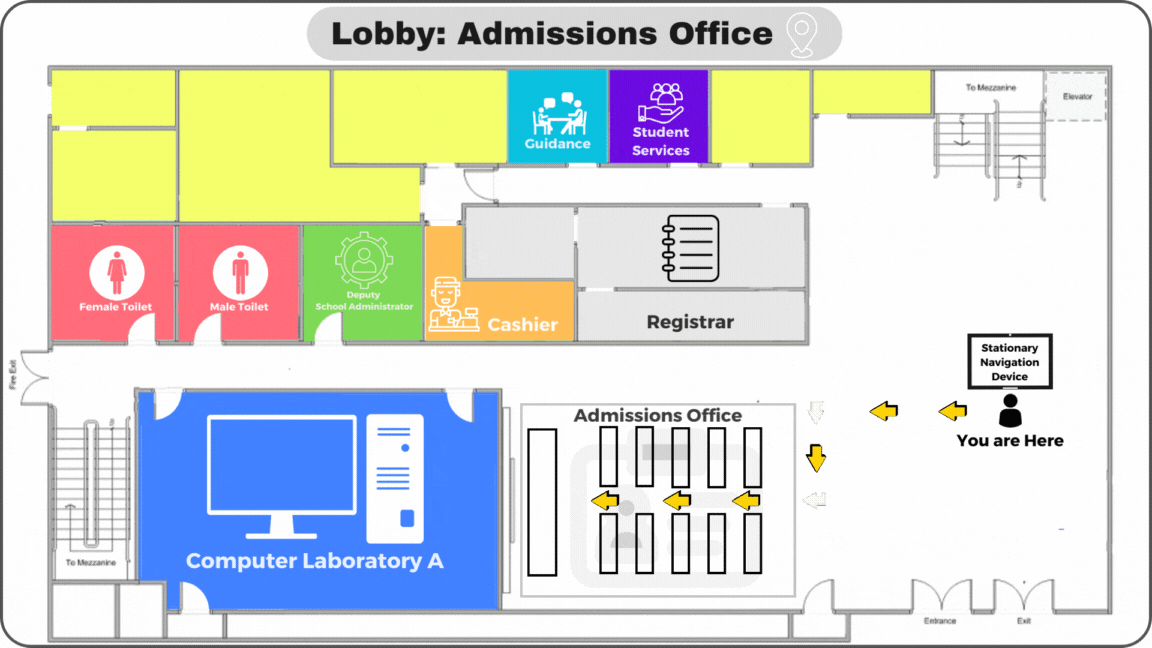 Lobby: Admissions Office
To Mezzanine
Elevator
Guidance
Student
Services
Female Toilet
Male Toilet
Deputy
School Administrator
Cashier
Registrar
Fire Exit
Stationary
Navigation
Device
You are Here
Admissions Office
Computer Laboratory A
To Mezzanine
Entrance
Exit